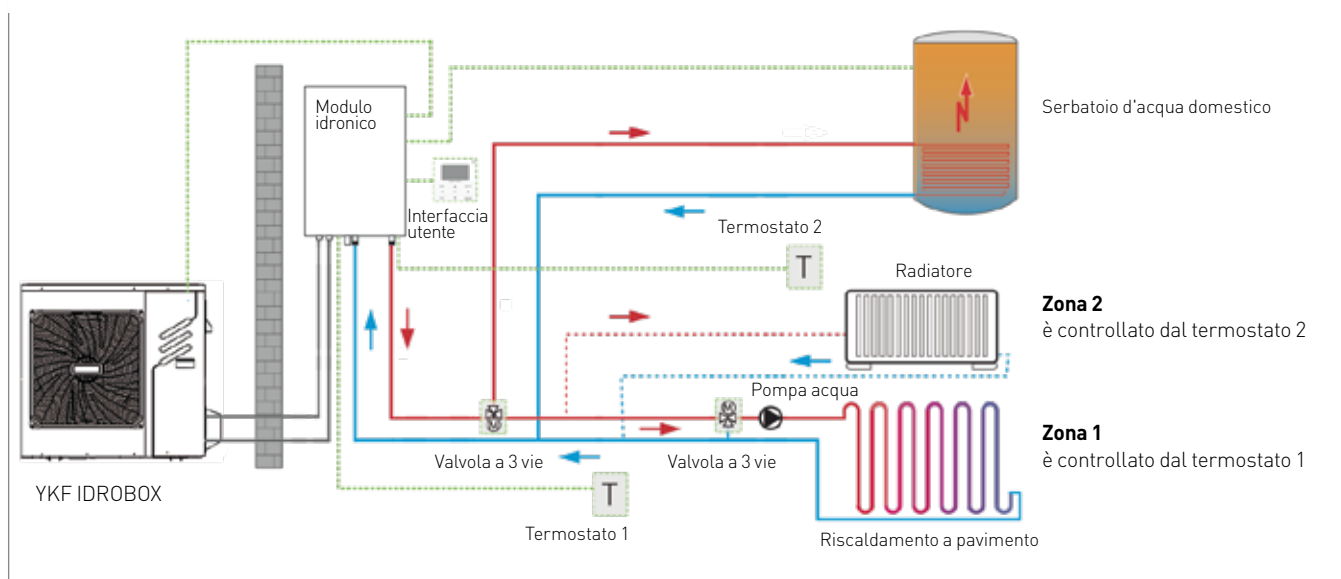 Modulo
idronico
Serbatoio d'acqua domestico
Interfaccia
utente
Termostato 2
T
Radiatore
Zona 2
è controllato dal termostato 2
Pompa acqua
M
M
Zona 1
è controllato dal termostato 1
Valvola a 3 vie
Valvola a 3 vie
T
YKF IDROBOX
Termostato 1
Riscaldamento a pavimento